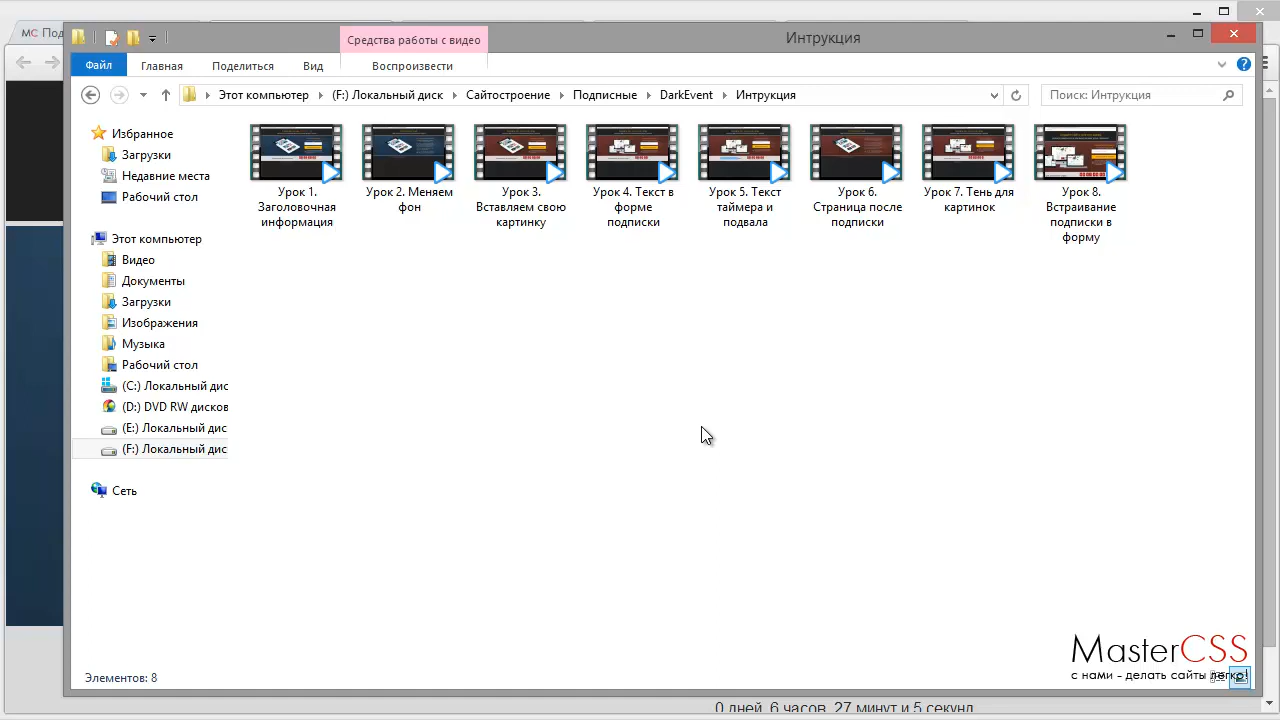 МС Под
Средства работы с видео
Интрукция
Файл
Главная
Поделиться
Вид
Воспроизвести
Этот компьютер
(F:) Локальный диск
Сайтостроение
Подписные
DarkEvent
Интрукция
Поиск: Интрукция
Избранное
Загрузки
Недавние места
Рабочий стол
Этот компьютер
Видео
Документы
Загрузки
Изображения
Музыка
Рабочий стол
(C:) Локальный дис
(D:) DVD RW дисков
(E:) Локальный дис
(F:) Локальный дис
Сеть
Урок 1.
Заголовочная
информация
Урок 2. Меняем
фон
Урок 3.
Вставляем свою
картинку
Урок 4. Текст в
форме
подписки
Урок 5. Текст
таймера и
подвала
Урок 6.
Страница после
подписки
Урок 7. Тень для
картинок
Урок 8.
Встраивание
подписки в
форму
Элементов: 8
MasterCSS
с нами - делать сайты легко!
0 дней, 6 часов, 27 минут и 5 секунд